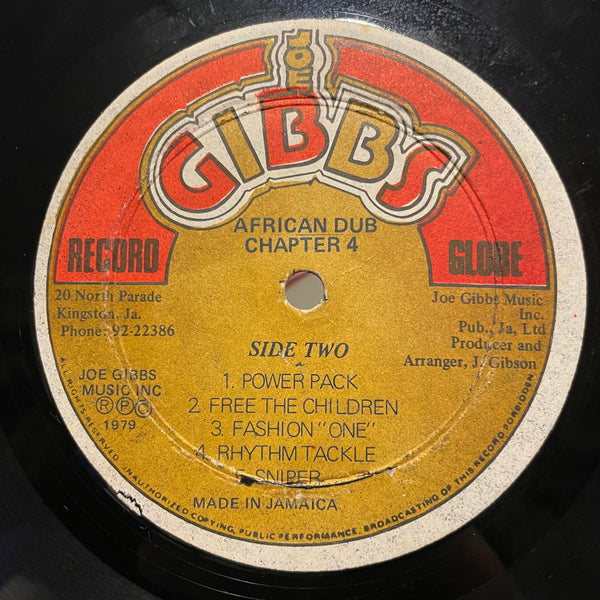 JOE
GIBBS
RECORD GLOBE
AFRICAN DUB
CHAPTER 4
20 North Parade
Kingston, Ja.
Phone: 92-22386
Joe Gibbs Music
Inc.
Pub., Ja, Ltd
Producer and
Arranger, J. Gibson
SIDE TWO
1. POWER PACK
2. FREE THE CHILDREN
3. FASHION "ONE"
4. RHYTHM TACKLE
SNIPER
JOE GIBBS
MUSIC INC
Ⓡ Ⓟ Ⓒ
1979
MADE IN JAMAICA
ALL RIGHTS RESERVED UNAUTHORIZED COPYING, PUBLIC PERFORMANCE, BROADCASTING OF THIS RECORD FORBIDDEN